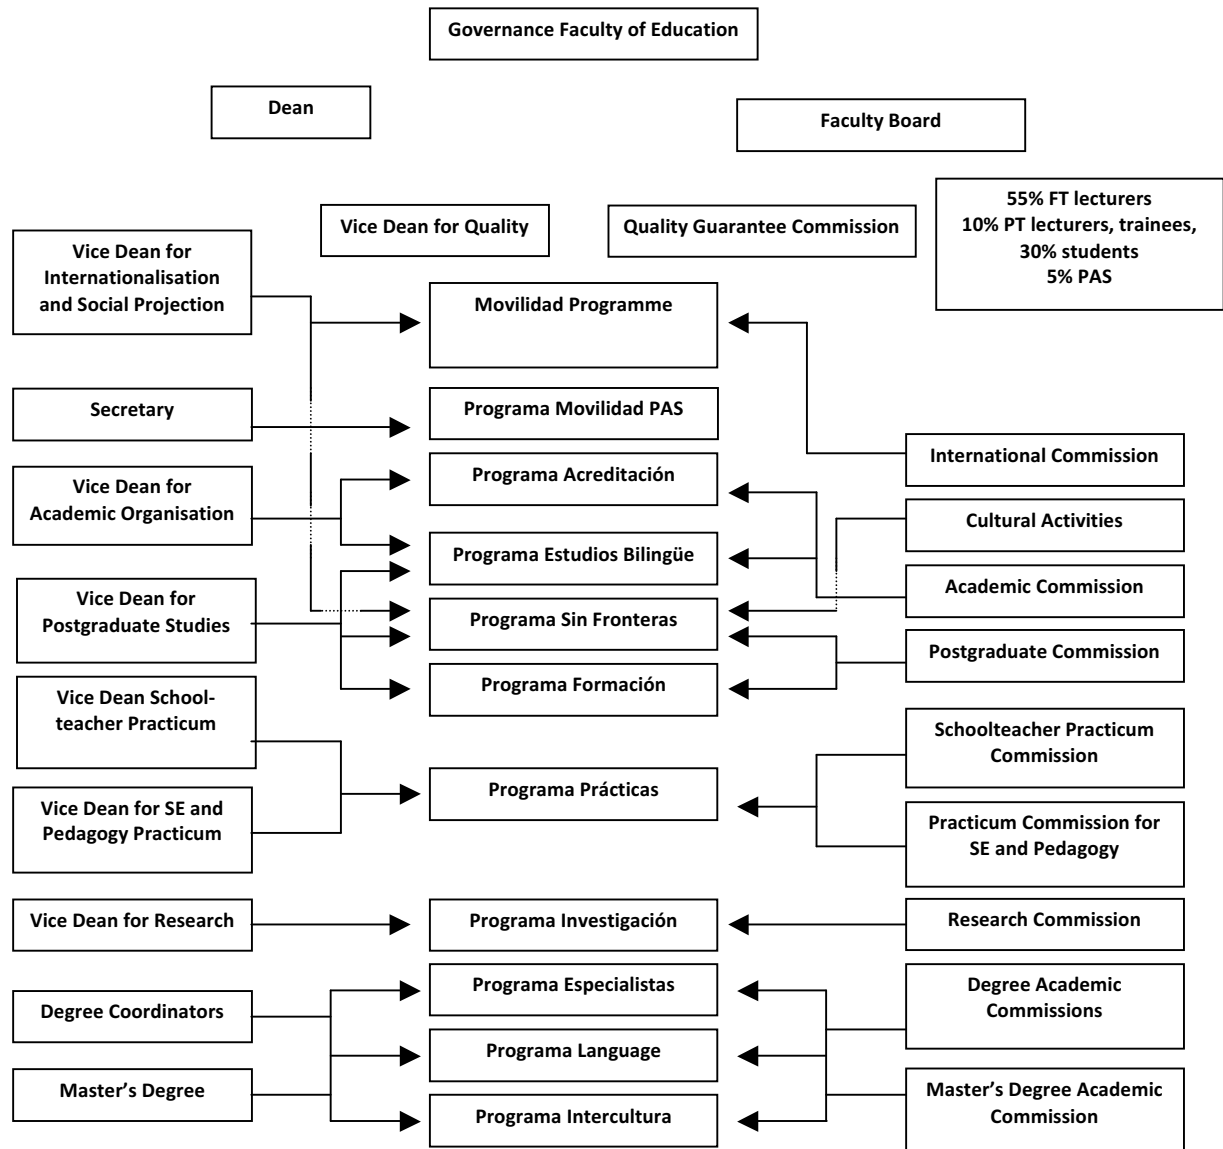 Governance Faculty of Education
Dean
Faculty Board
55% FT lecturers
10% PT lecturers, trainees,
30% students
5% PAS
Vice Dean for Quality
Quality Guarantee Commission
Vice Dean for
Internationalisation
and Social Projection
Movilidad Programme
Secretary
Programa Movilidad PAS
International Commission
Vice Dean for
Academic Organisation
Programa Acreditación
Cultural Activities
Programa Estudios Bilingüe
Academic Commission
Vice Dean for
Postgraduate Studies
Programa Sin Fronteras
Postgraduate Commission
Programa Formación
Vice Dean School-
teacher Practicum
Schoolteacher Practicum
Commission
Programa Prácticas
Vice Dean for SE and
Pedagogy Practicum
Practicum Commission for
SE and Pedagogy
Vice Dean for Research
Programa Investigación
Research Commission
Programa Especialistas
Degree Academic
Commissions
Degree Coordinators
Programa Language
Master’s Degree
Master’s Degree Academic
Commission
Programa Intercultura